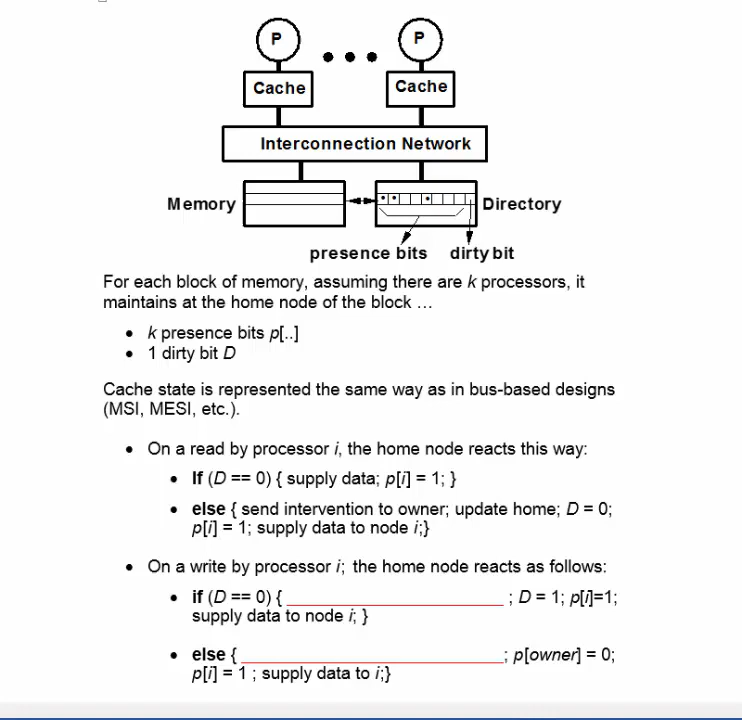 P
P
Cache
Cache
Interconnection Network
Memory
Directory
presence bits
dirty bit
For each block of memory, assuming there are k processors, it
maintains at the home node of the block …
• k presence bits p[..]
• 1 dirty bit D
Cache state is represented the same way as in bus-based designs
(MSI, MESI, etc.).
• On a read by processor i, the home node reacts this way:
• If (D == 0) { supply data; p[i] = 1; }
• else { send intervention to owner; update home; D = 0;
p[i] = 1; supply data to node i;}
• On a write by processor i; the home node reacts as follows:
• if (D == 0) { ______________________ ; D = 1; p[i]=1;
supply data to node i; }
• else { __________________________; p[owner] = 0;
p[i] = 1 ; supply data to i;}